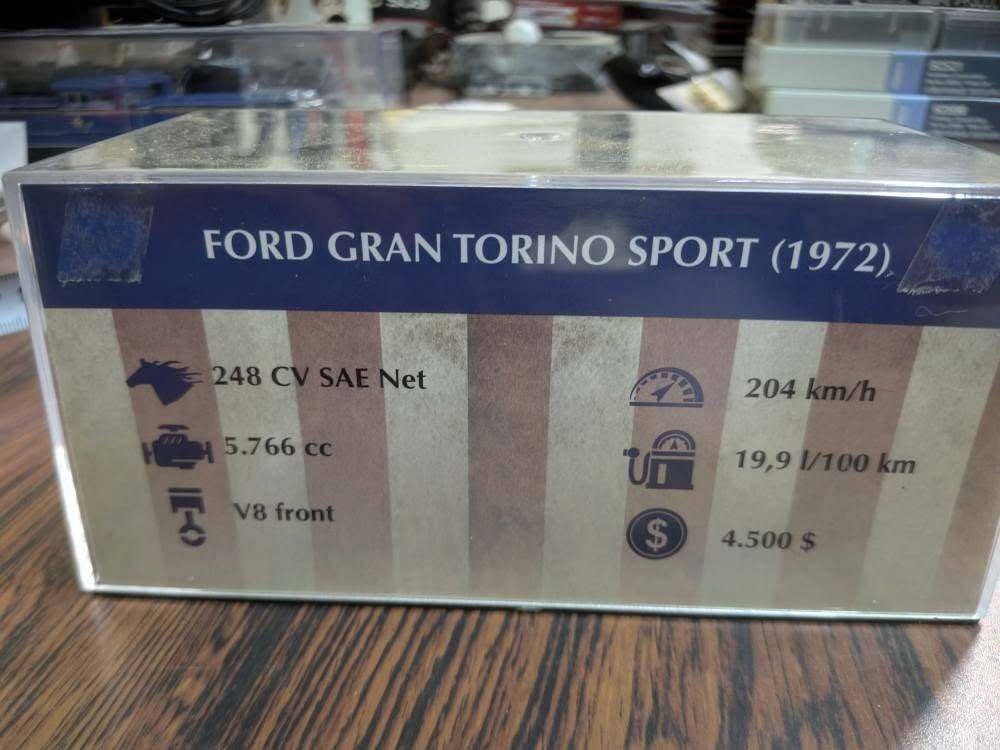 FORD GRAN TORINO SPORT (1972)
248 CV SAE Net
5.766 cc
V8 front
204 km/h
19,9 l/100 km
$
4.500 $